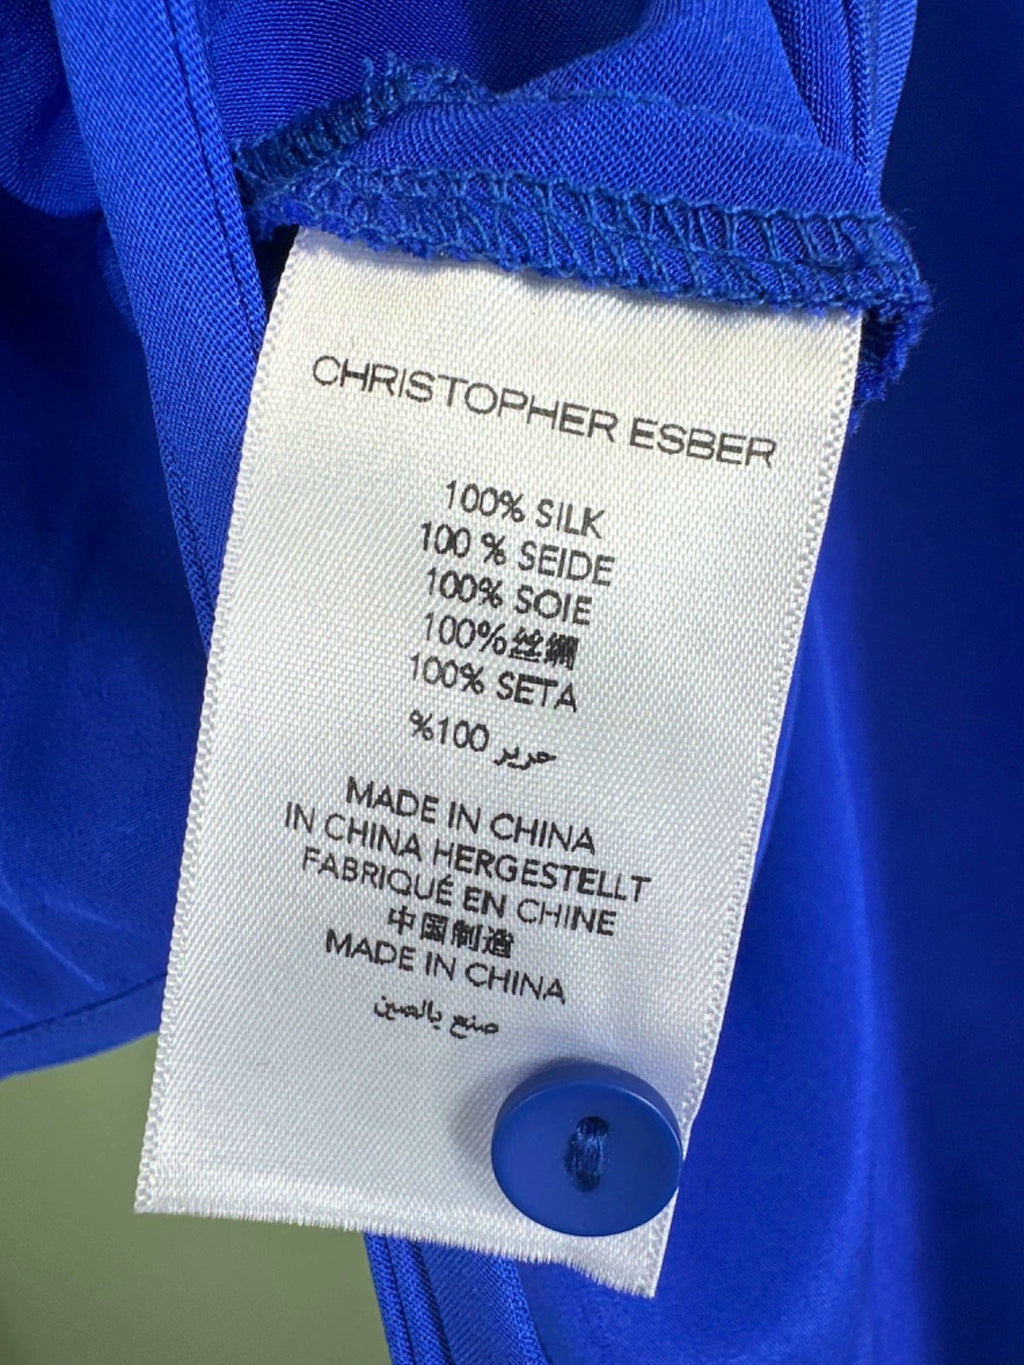 CHRISTOPHER ESBER
100% SILK
100 % SEIDE
100% SOIE
100%丝绸
100% SETA
%100 حرير
MADE IN CHINA
IN CHINA HERGESTELLT
FABRIQUÉ EN CHINE
中国制造
MADE IN CHINA
صنع بالصين